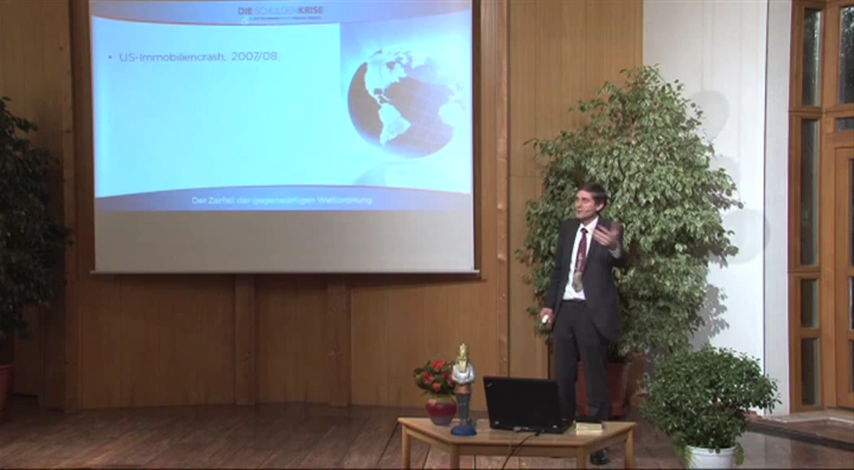 DIE SCHULDENKRISE
• US-Immobiliencrash, 2007/08
Der Zerfall der gegenwärtigen Weltordnung